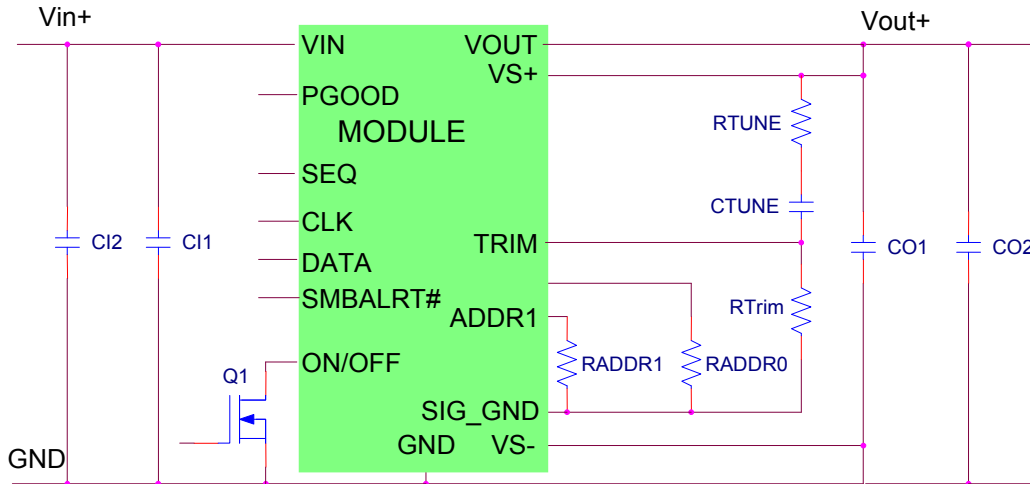 Vin+
Vout+
VIN
VOUT
VS+
PGOOD
RTUNE
MODULE
SEQ
CTUNE
CLK
TRIM
CI2
CI1
CO1
CO2
DATA
SMBALRT#
RTrim
ADDR1
ON/OFF
RADDR1
RADDR0
Q1
SIG_GND
GND
VS-
GND